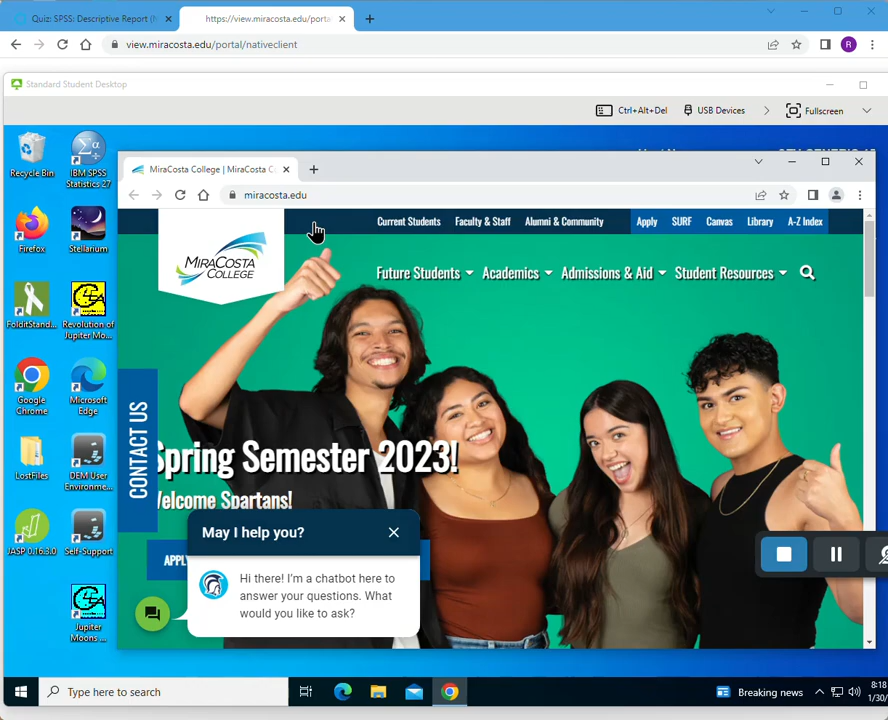 Quiz: SPSS: Descriptive Report (
https://view.miracosta.edu/porta
view.miracosta.edu/portal/nativeclient
R
Standard Student Desktop
Ctrl+Alt+Del
USB Devices
Fullscreen
MiraCosta College | MiraCosta C
miracosta.edu
Current Students
Faculty & Staff
Alumni & Community
Apply
SURF
Canvas
Library
A-Z Index
MIRACOSTA
COLLEGE
Future Students
Academics
Admissions & Aid
Student Resources
CONTACT US
Spring Semester 2023!
Welcome Spartans!
APPLY
May I help you?
Hi there! I'm a chatbot here to
answer your questions. What
would you like to ask?
Recycle Bin
IBM SPSS
Statistics 27
Firefox
Stellarium
FolditStand...
Revolution of
Jupiter Mo...
Google
Chrome
Microsoft
Edge
LostFiles
DEM User
Environme...
JASP 0.16.3.0
Self-Support
Jupiter
Moons ...
Type here to search
Breaking news
8:18
1/30/